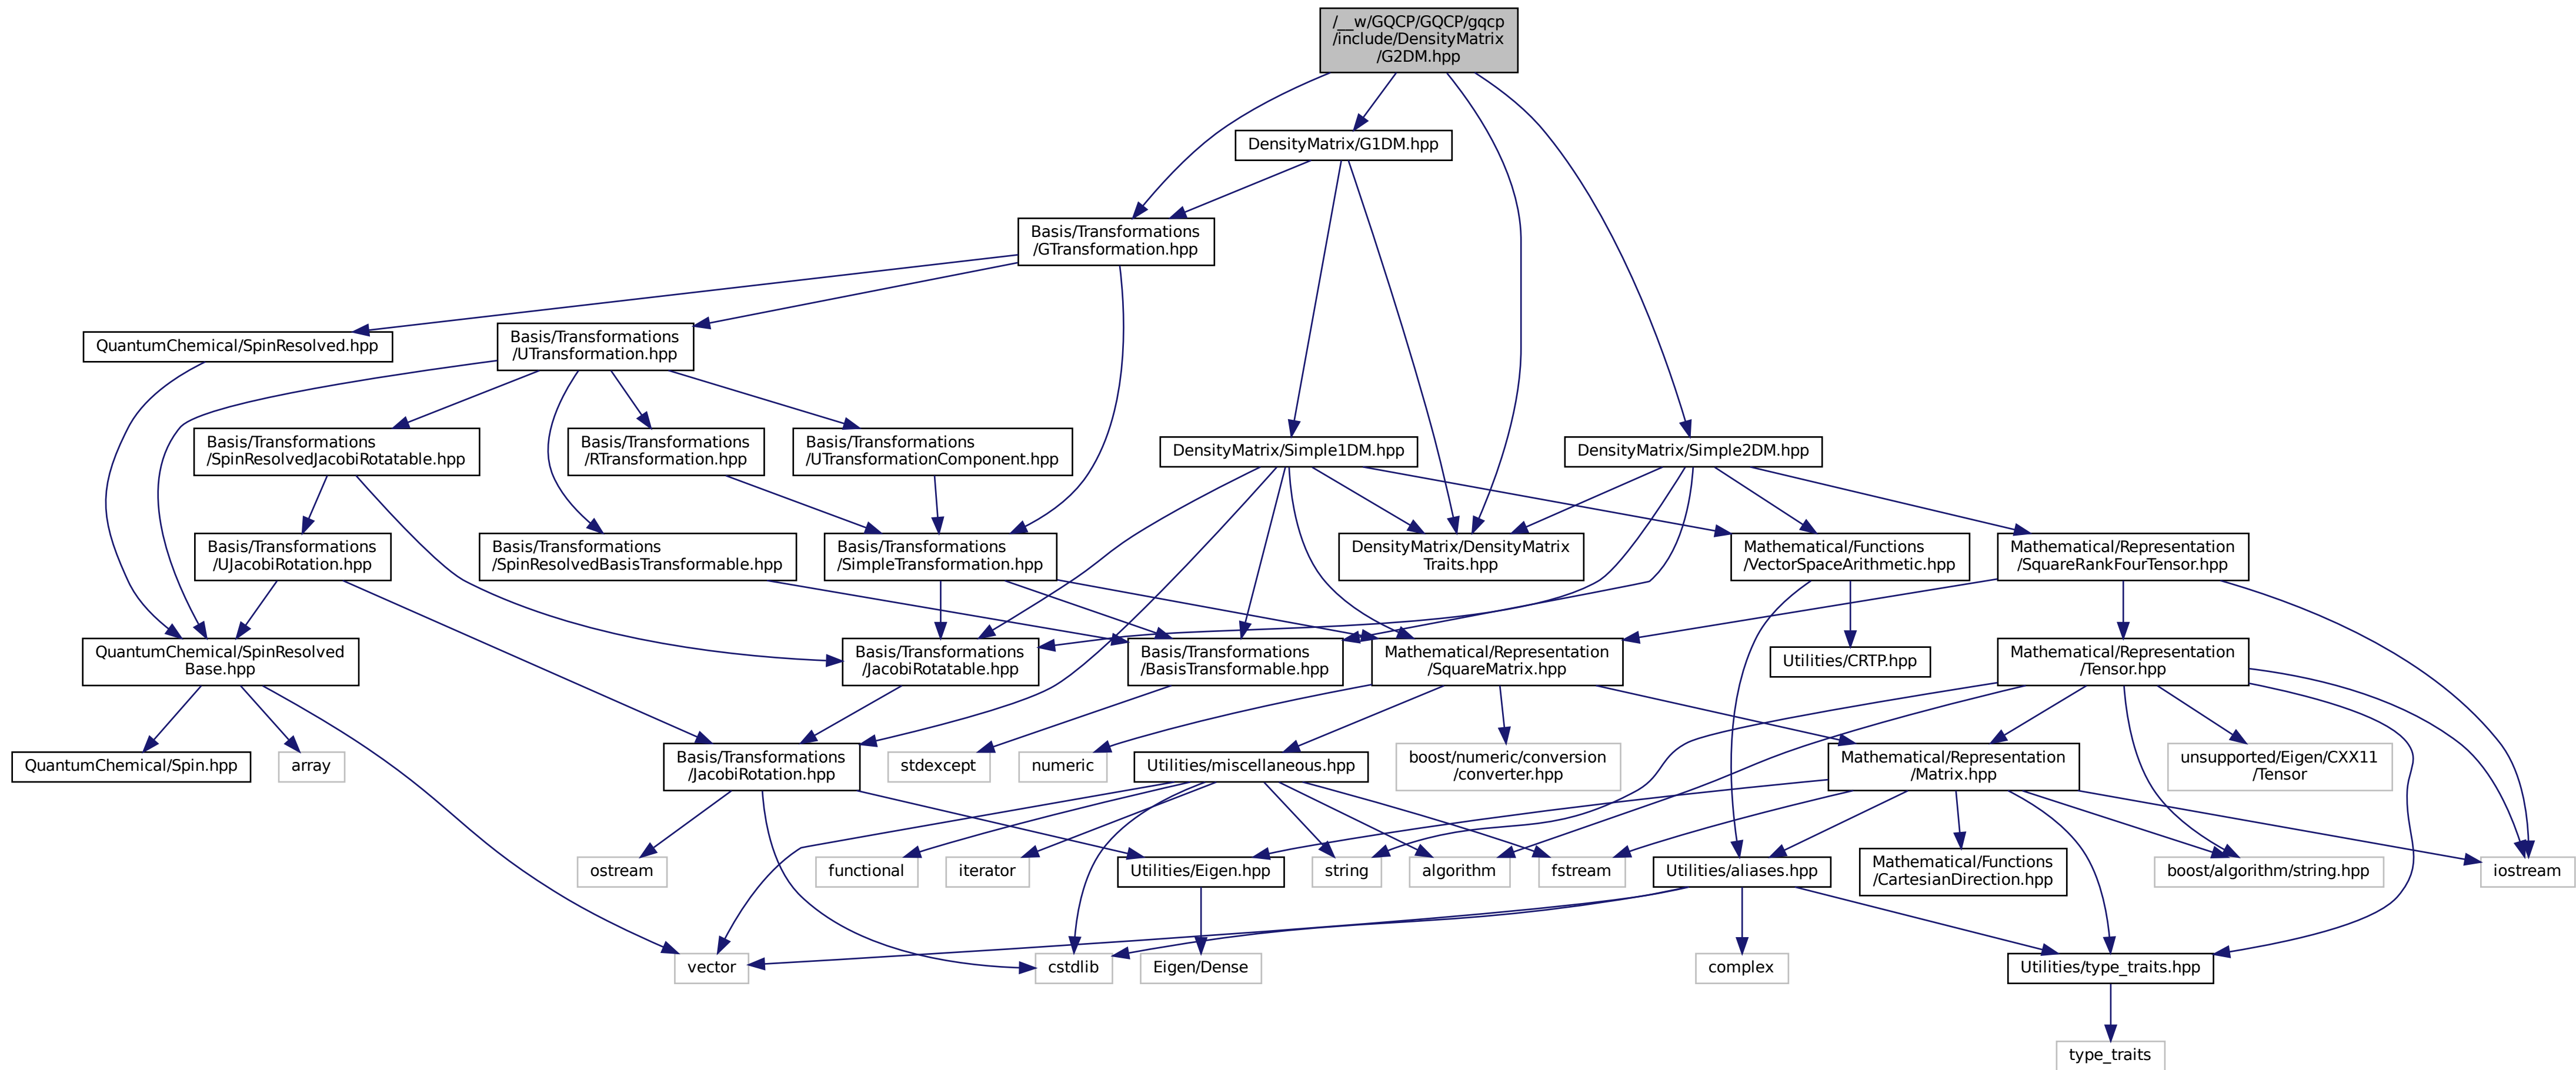 /__w/GQCP/GQCP/gqcp
/include/DensityMatrix
/G2DM.hpp
DensityMatrix/G1DM.hpp
Basis/Transformations
/GTransformation.hpp
QuantumChemical/SpinResolved.hpp
Basis/Transformations
/UTransformation.hpp
Basis/Transformations
/SpinResolvedJacobiRotatable.hpp
Basis/Transformations
/RTransformation.hpp
Basis/Transformations
/UTransformationComponent.hpp
DensityMatrix/Simple1DM.hpp
DensityMatrix/Simple2DM.hpp
Basis/Transformations
/UJacobiRotation.hpp
Basis/Transformations
/SpinResolvedBasisTransformable.hpp
Basis/Transformations
/SimpleTransformation.hpp
DensityMatrix/DensityMatrix
Traits.hpp
Mathematical/Functions
/VectorSpaceArithmetic.hpp
Mathematical/Representation
/SquareRankFourTensor.hpp
QuantumChemical/SpinResolved
Base.hpp
Basis/Transformations
/JacobiRotatable.hpp
Basis/Transformations
/BasisTransformable.hpp
Mathematical/Representation
/SquareMatrix.hpp
Utilities/CRTP.hpp
Mathematical/Representation
/Tensor.hpp
QuantumChemical/Spin.hpp
array
Basis/Transformations
/JacobiRotation.hpp
stdexcept
numeric
Utilities/miscellaneous.hpp
boost/numeric/conversion
/converter.hpp
Mathematical/Representation
/Matrix.hpp
unsupported/Eigen/CXX11
/Tensor
ostream
functional
iterator
Utilities/Eigen.hpp
string
algorithm
fstream
Utilities/aliases.hpp
Mathematical/Functions
/CartesianDirection.hpp
boost/algorithm/string.hpp
iostream
vector
cstdlib
Eigen/Dense
complex
Utilities/type_traits.hpp
type_traits